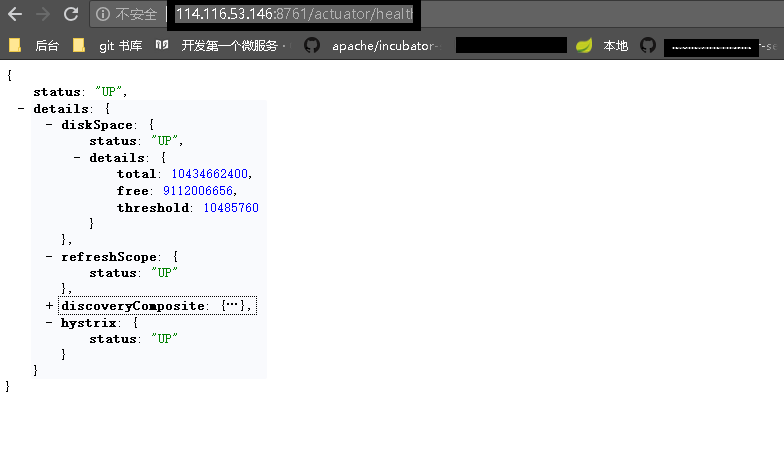 不安全 114.116.53.146:8761/actuator/health
后台 git 书库 开发第一个微服务 · apache/incubator-s 本地 r-se
{
status: "UP",
- details: {
- diskSpace: {
status: "UP",
- details: {
total: 10434662400,
free: 9112006656,
threshold: 10485760
}
},
- refreshScope: {
status: "UP"
},
+ discoveryComposite: {…},
- hystrix: {
status: "UP"
}
}
}